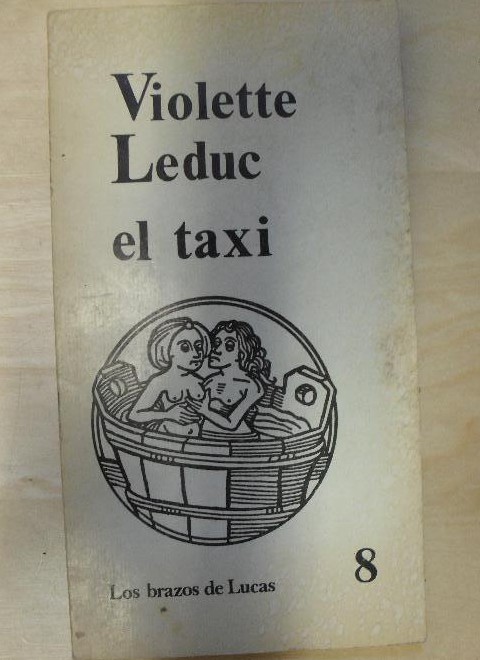 Violette
Leduc
el taxi
Los brazos de Lucas
8